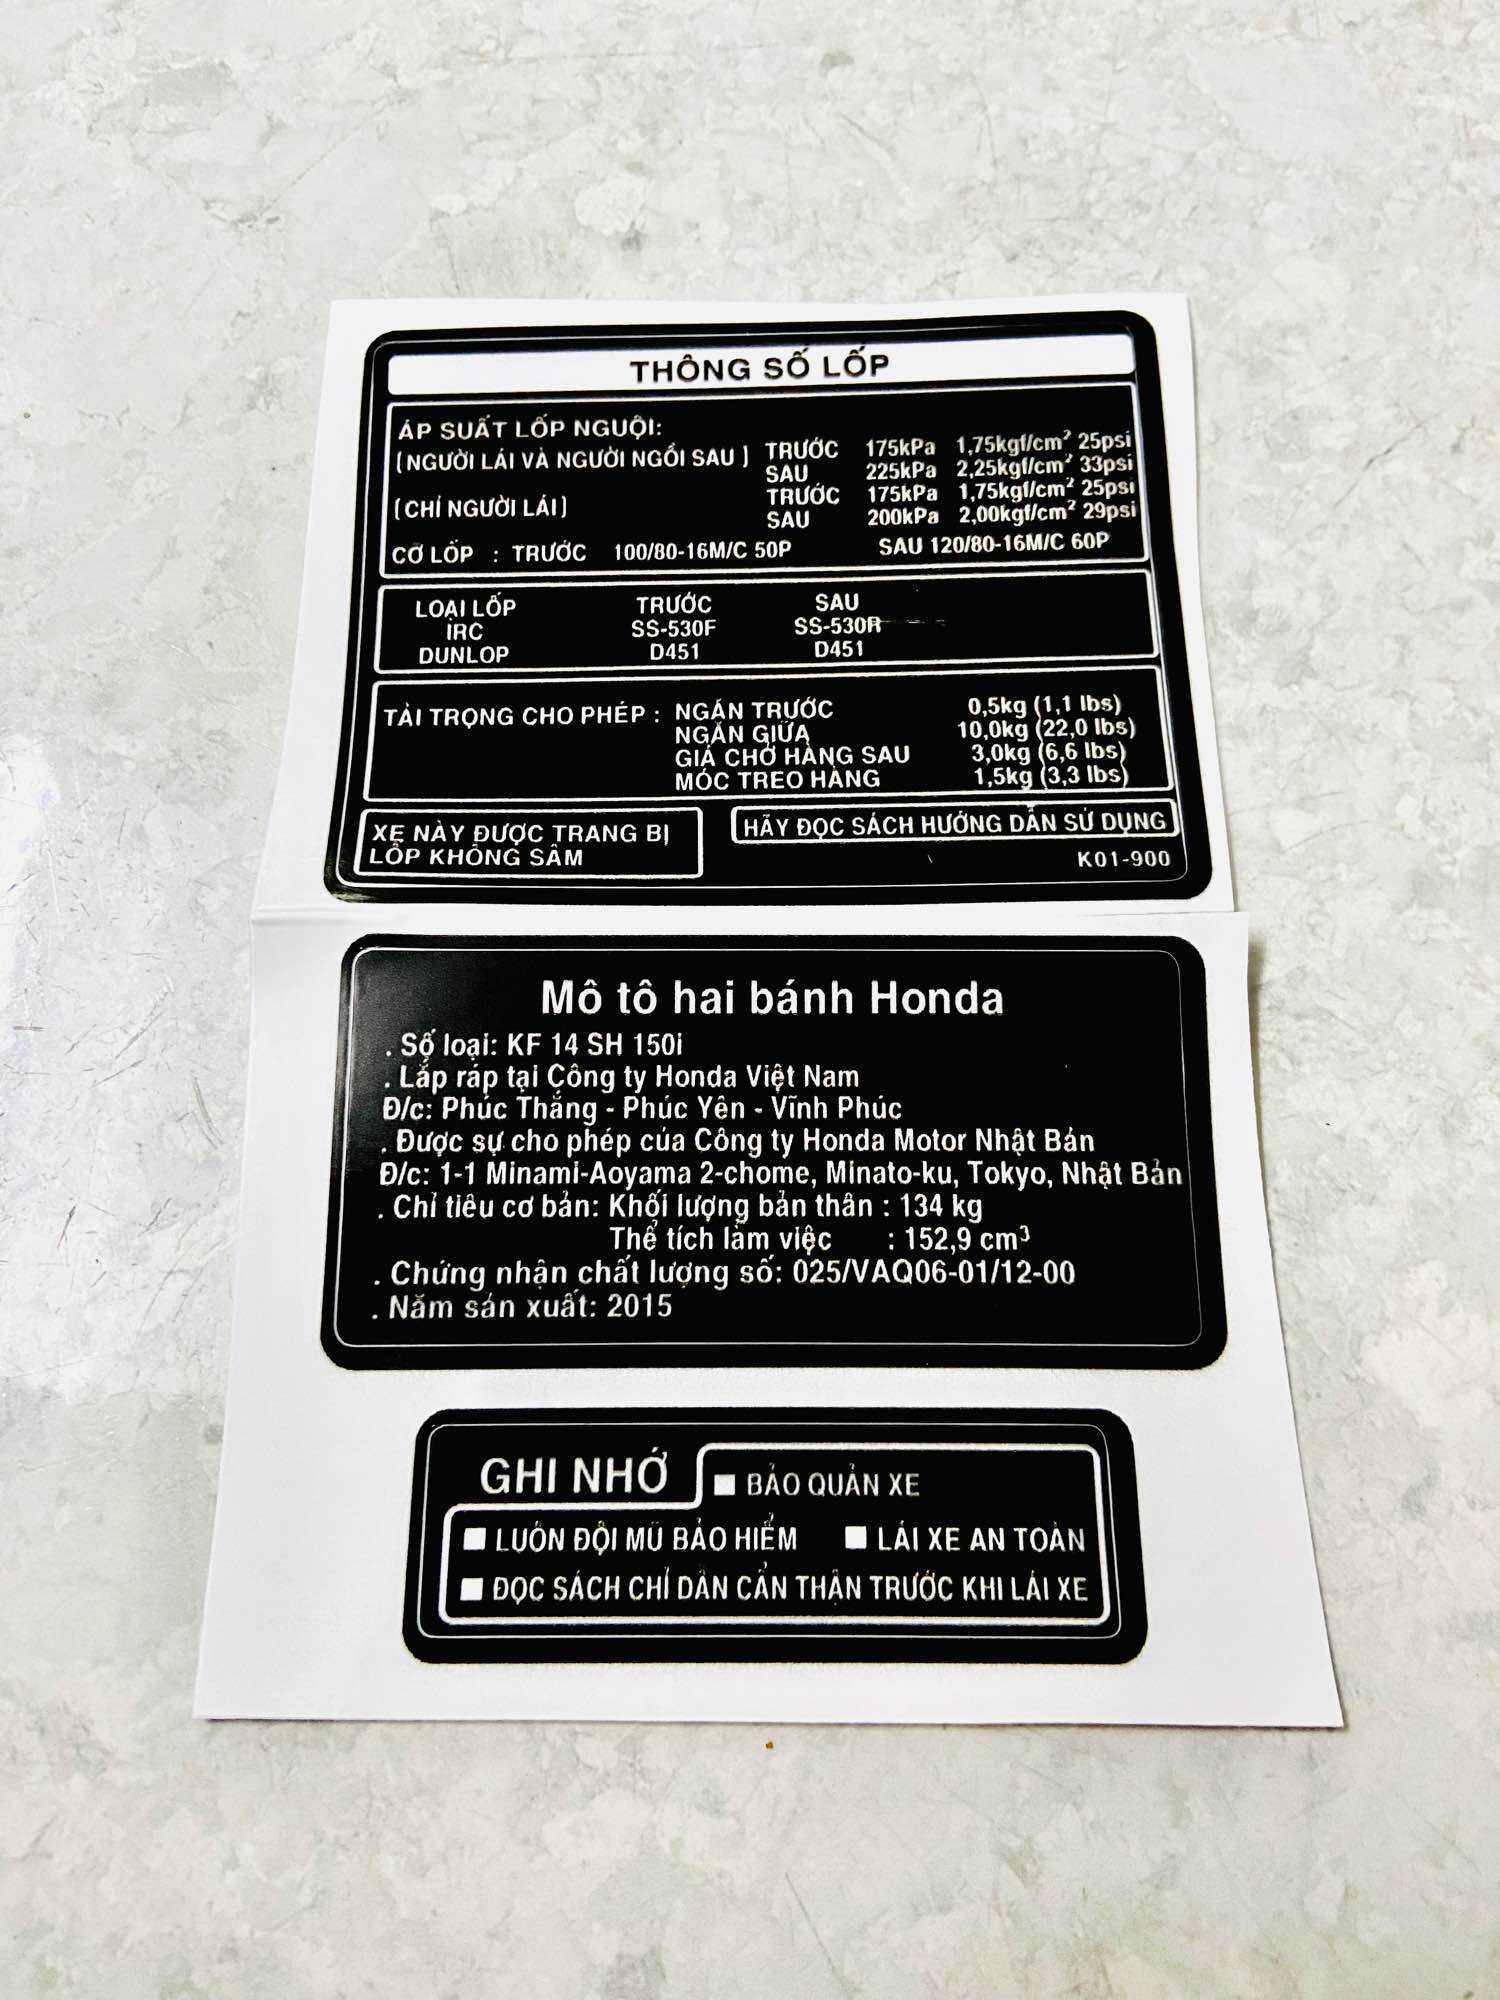 THÔNG SỐ LỐP
ÁP SUẤT LỐP NGUỘI:
(NGƯỜI LÁI VÀ NGƯỜI NGỒI SAU) TRƯỚC 175kPa 1,75kgf/cm² 25psi
SAU 225kPa 2,25kgf/cm² 33psi
(CHỈ NGƯỜI LÁI) TRƯỚC 175kPa 1,75kgf/cm² 25psi
SAU 200kPa 2,00kgf/cm² 29psi
CỠ LỐP : TRƯỚC 100/80-16M/C 50P SAU 120/80-16M/C 60P
LOẠI LỐP TRƯỚC SAU
IRC SS-530F SS-530R
DUNLOP D451 D451
TẢI TRỌNG CHO PHÉP : NGĂN TRƯỚC 0,5kg (1,1 lbs)
NGĂN GIỮA 10,0kg (22,0 lbs)
GIÁ CHỞ HÀNG SAU 3,0kg (6,6 lbs)
MÓC TREO HÀNG 1,5kg (3,3 lbs)
XE NÀY ĐƯỢC TRANG BỊ
LỐP KHÔNG SĂM
HÃY ĐỌC SÁCH HƯỚNG DẪN SỬ DỤNG
K01-900
Mô tô hai bánh Honda
. Số loại: KF 14 SH 150i
. Lắp ráp tại Công ty Honda Việt Nam
Đ/c: Phúc Thắng - Phúc Yên - Vĩnh Phúc
. Được sự cho phép của Công ty Honda Motor Nhật Bản
Đ/c: 1-1 Minami-Aoyama 2-chome, Minato-ku, Tokyo, Nhật Bản
. Chỉ tiêu cơ bản: Khối lượng bản thân : 134 kg
Thể tích làm việc : 152,9 cm³
. Chứng nhận chất lượng số: 025/VAQ06-01/12-00
. Năm sản xuất: 2015
GHI NHỚ
■ BẢO QUẢN XE
■ LUÔN ĐỘI MŨ BẢO HIỂM ■ LÁI XE AN TOÀN
■ ĐỌC SÁCH CHỈ DẪN CẨN THẬN TRƯỚC KHI LÁI XE